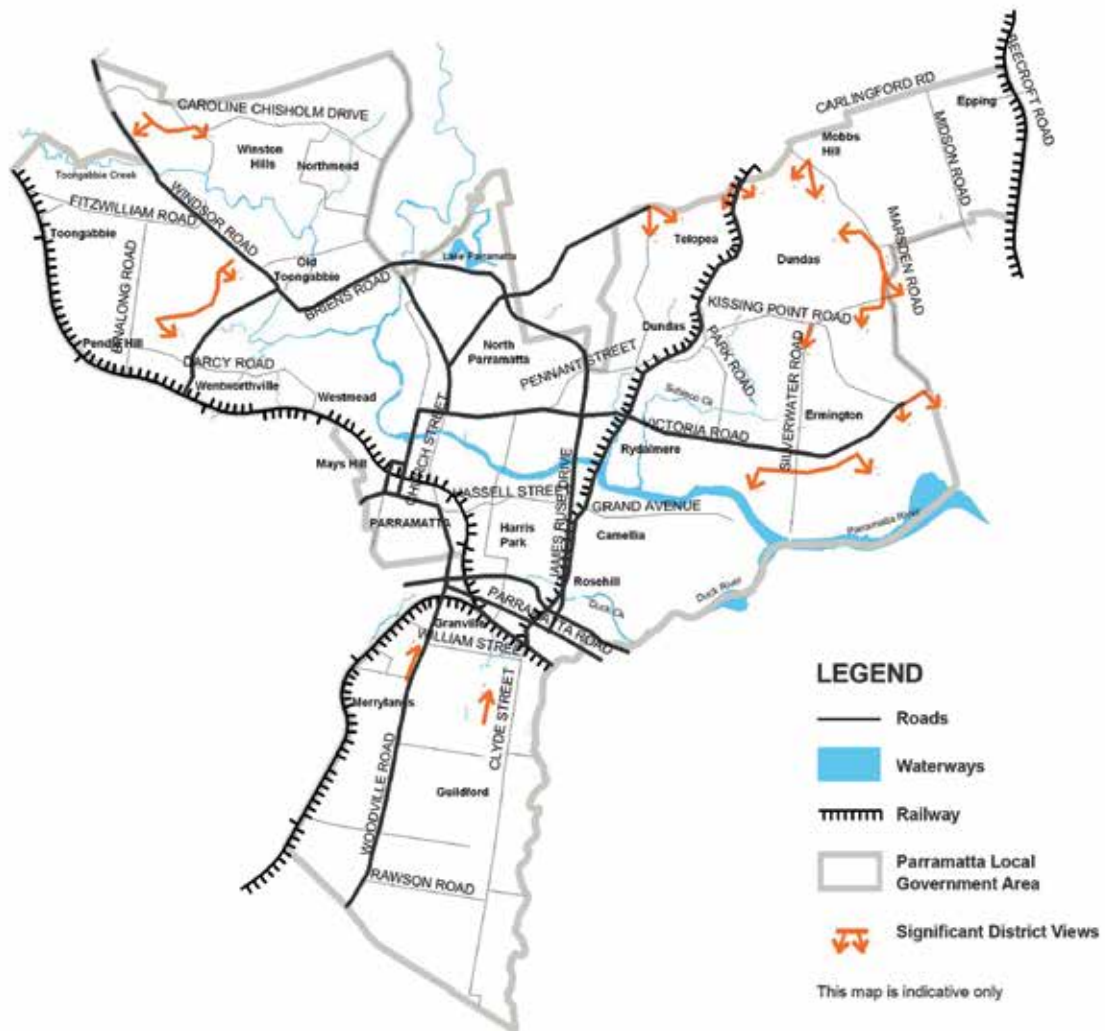 BEECROFT ROAD
CARLINGFORD RD
Epping
CAROLINE CHISHOLM DRIVE
Mobbs
Hill
MIDSON ROAD
Winston
Hills
Northmead
Toongabbie Creek
WINDSOR ROAD
FITZWILLIAM ROAD
Toongabbie
MARSDEN ROAD
Telopea
Old
Toongabbie
Lake Parramatta
Dundas
BINALONG ROAD
BRIENS ROAD
KISSING POINT ROAD
Dundas
Pendle Hill
North
Parramatta
PENNANT STREET
PARK ROAD
DARCY ROAD
Wentworthville
Westmead
Subiaco Ck
SILVERWATER ROAD
Ermington
VICTORIA ROAD
Rydalmere
CHURCH STREET
Mays Hill
HASSELL STREET
JAMES RUSE DRIVE
GRAND AVENUE
PARRAMATTA
Harris
Park
Camellia
Parramatta River
Rosehill
Duck River
PARRAMATTA ROAD
Duck Ck
Granville
WILLIAM STREET
Merrylands
CLYDE STREET
WOODVILLE ROAD
Guildford
RAWSON ROAD
LEGEND
Roads
Waterways
Railway
Parramatta Local
Government Area
Significant District Views
This map is indicative only